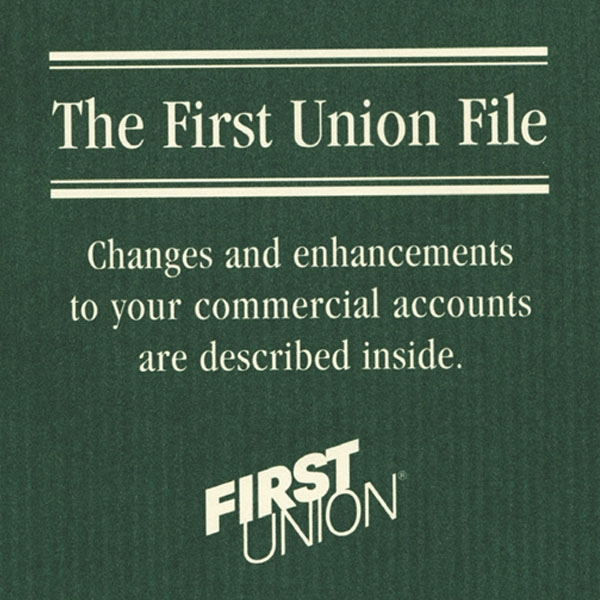 The First Union File
Changes and enhancements
to your commercial accounts
are described inside.
FIRST
UNION®